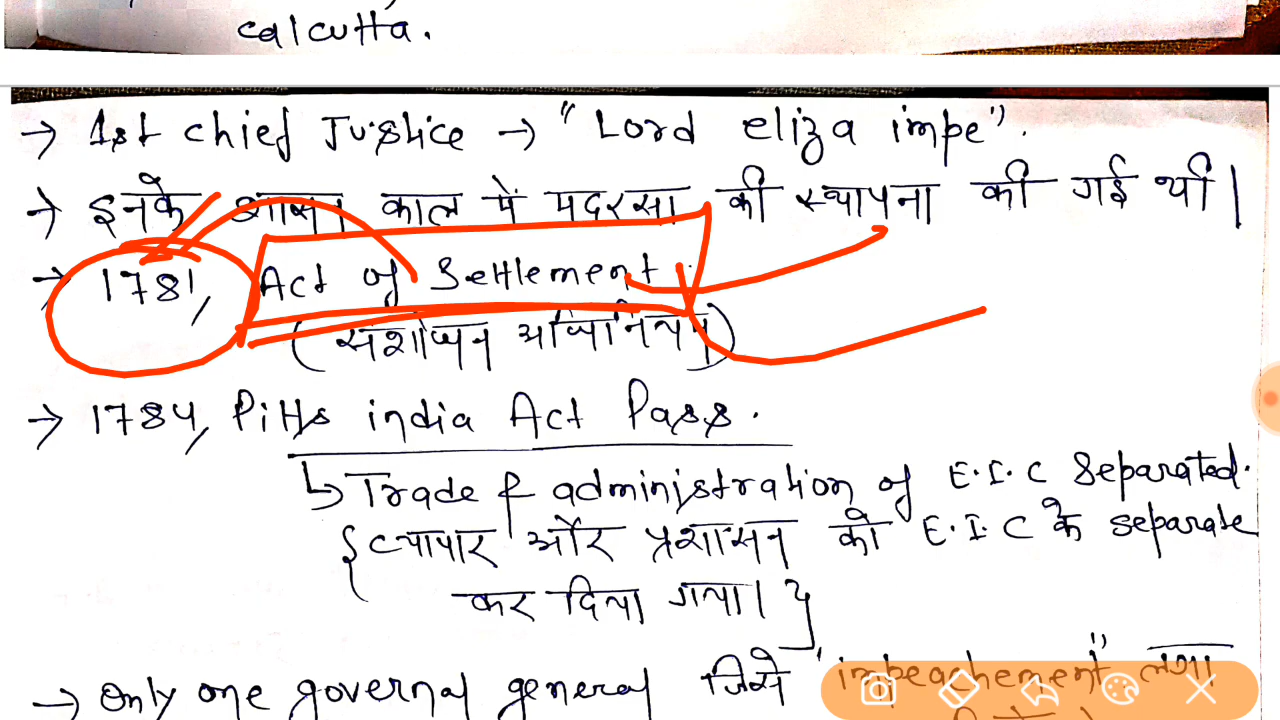 calcutta.
→ 1st chief Justice → "Lord eliza impe".
→ इनके शासन काल में मदरसा की स्थापना की गई थी।
→ 1781, Act of Settlement
(संशोधन अधिनियम)
→ 1784, Pitts india Act Pass.
↳ Trade & administration of E.I.C Separated.
{व्यापार और प्रशासन को E.I.C के separate
कर दिया गया।}
→ Only one governal general जिसे "impeachement" लगा